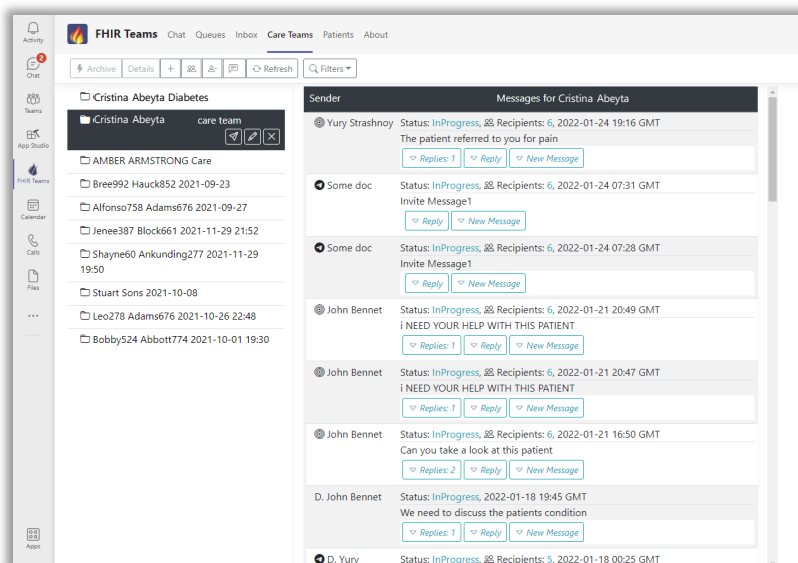 FHIR Teams Chat Queues Inbox Care Teams Patients About
Activity
2
Chat
Teams
App Studio
FHIR Teams
Calendar
Calls
Files
Apps
Archive Details + Refresh Filters
Cristina Abeyta Diabetes
Cristina Abeyta care team
AMBER ARMSTRONG Care
Bree992 Hauck852 2021-09-23
Alfonso758 Adams676 2021-09-27
Jenee387 Block661 2021-11-29 21:52
Shayne60 Ankunding277 2021-11-29
19:50
Stuart Sons 2021-10-08
Leo278 Adams676 2021-10-26 22:48
Bobby524 Abbott774 2021-10-01 19:30
Sender Messages for Cristina Abeyta
Yury Strashnoy Status: InProgress, Recipients: 6, 2022-01-24 19:16 GMT
The patient referred to you for pain
Replies: 1 Reply New Message
Some doc Status: InProgress, Recipients: 6, 2022-01-24 07:31 GMT
Invite Message1
Reply New Message
Some doc Status: InProgress, Recipients: 6, 2022-01-24 07:28 GMT
Invite Message1
Reply New Message
John Bennet Status: InProgress, Recipients: 6, 2022-01-21 20:49 GMT
i NEED YOUR HELP WITH THIS PATIENT
Replies: 1 Reply New Message
John Bennet Status: InProgress, Recipients: 6, 2022-01-21 20:47 GMT
i NEED YOUR HELP WITH THIS PATIENT
Replies: 1 Reply New Message
John Bennet Status: InProgress, Recipients: 6, 2022-01-21 16:50 GMT
Can you take a look at this patient
Replies: 2 Reply New Message
D. John Bennet Status: InProgress, 2022-01-18 19:45 GMT
We need to discuss the patients condition
Replies: 1 Reply New Message
D. Yury Status: InProgress, Recipients: 5, 2022-01-18 00:25 GMT